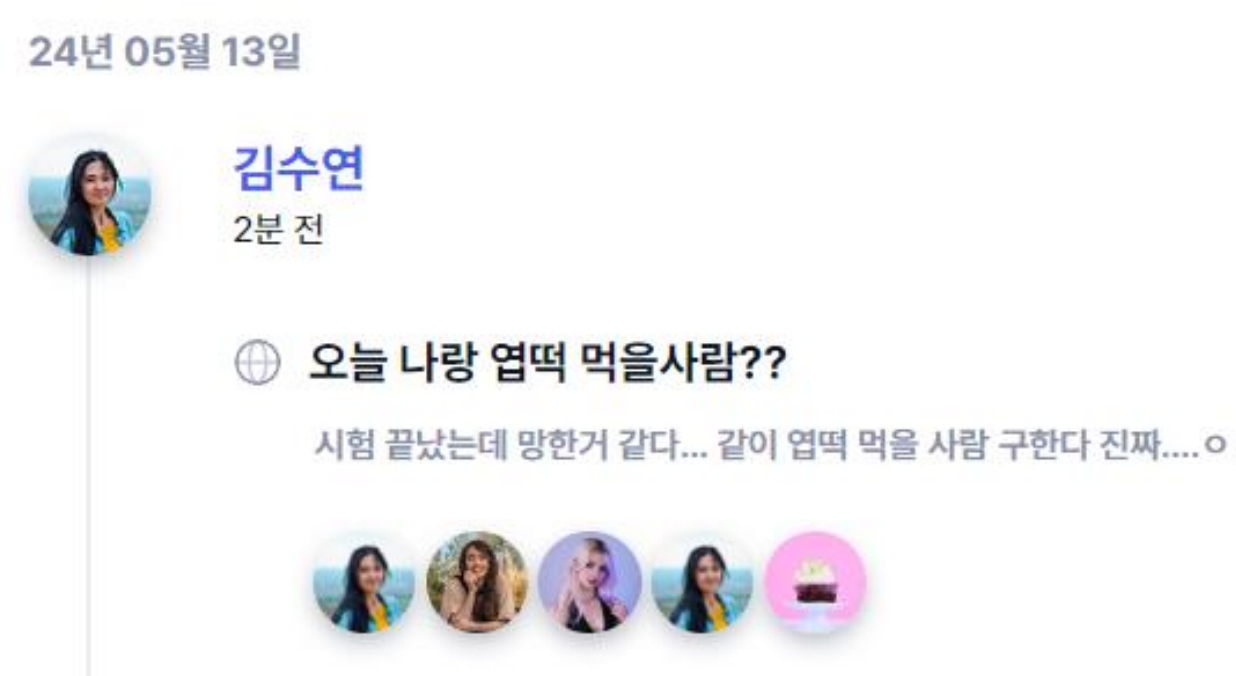 24년 05월 13일
김수연
2분 전
오늘 나랑 엽떡 먹을사람??
시험 끝났는데 망한거 같다... 같이 엽떡 먹을 사람 구한다 진짜....ㅇ